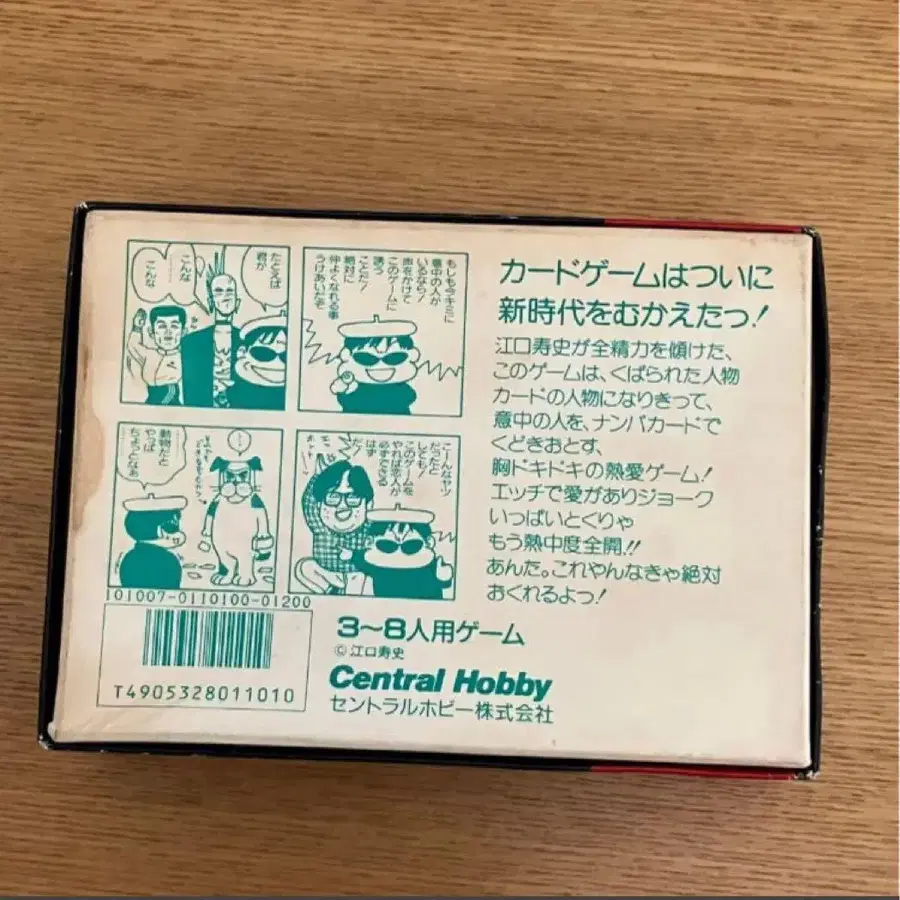 もしも今キミに
意中の人が
いるなら!
声をかけて
このゲームに
誘う
ことだ!
絶対に
仲よくなれる事
うけあいだぞ
たとえば
君が
こんな
……
こんな
こーんなヤツ
だったと
しても!
このゲームを
やれば恋人が
必ずできる
はず
だ!
……
動物だと
やっぱ
ちょっとなあ
カードゲームはついに
新時代をむかえたっ!
江口寿史が全精力を傾けた、
このゲームは、くばられた人物
カードの人物になりきって、
意中の人を、ナンパカードで
くどきおとす、
胸ドキドキの熱愛ゲーム!
エッチで愛がありジョーク
いっぱいとくりゃ
もう熱中度全開!!
あんた。これやんなきゃ絶対
おくれるよっ!
101007-0110100-01200
T4905328011010
3〜8人用ゲーム
©江口寿史
Central Hobby
セントラルホビー株式会社